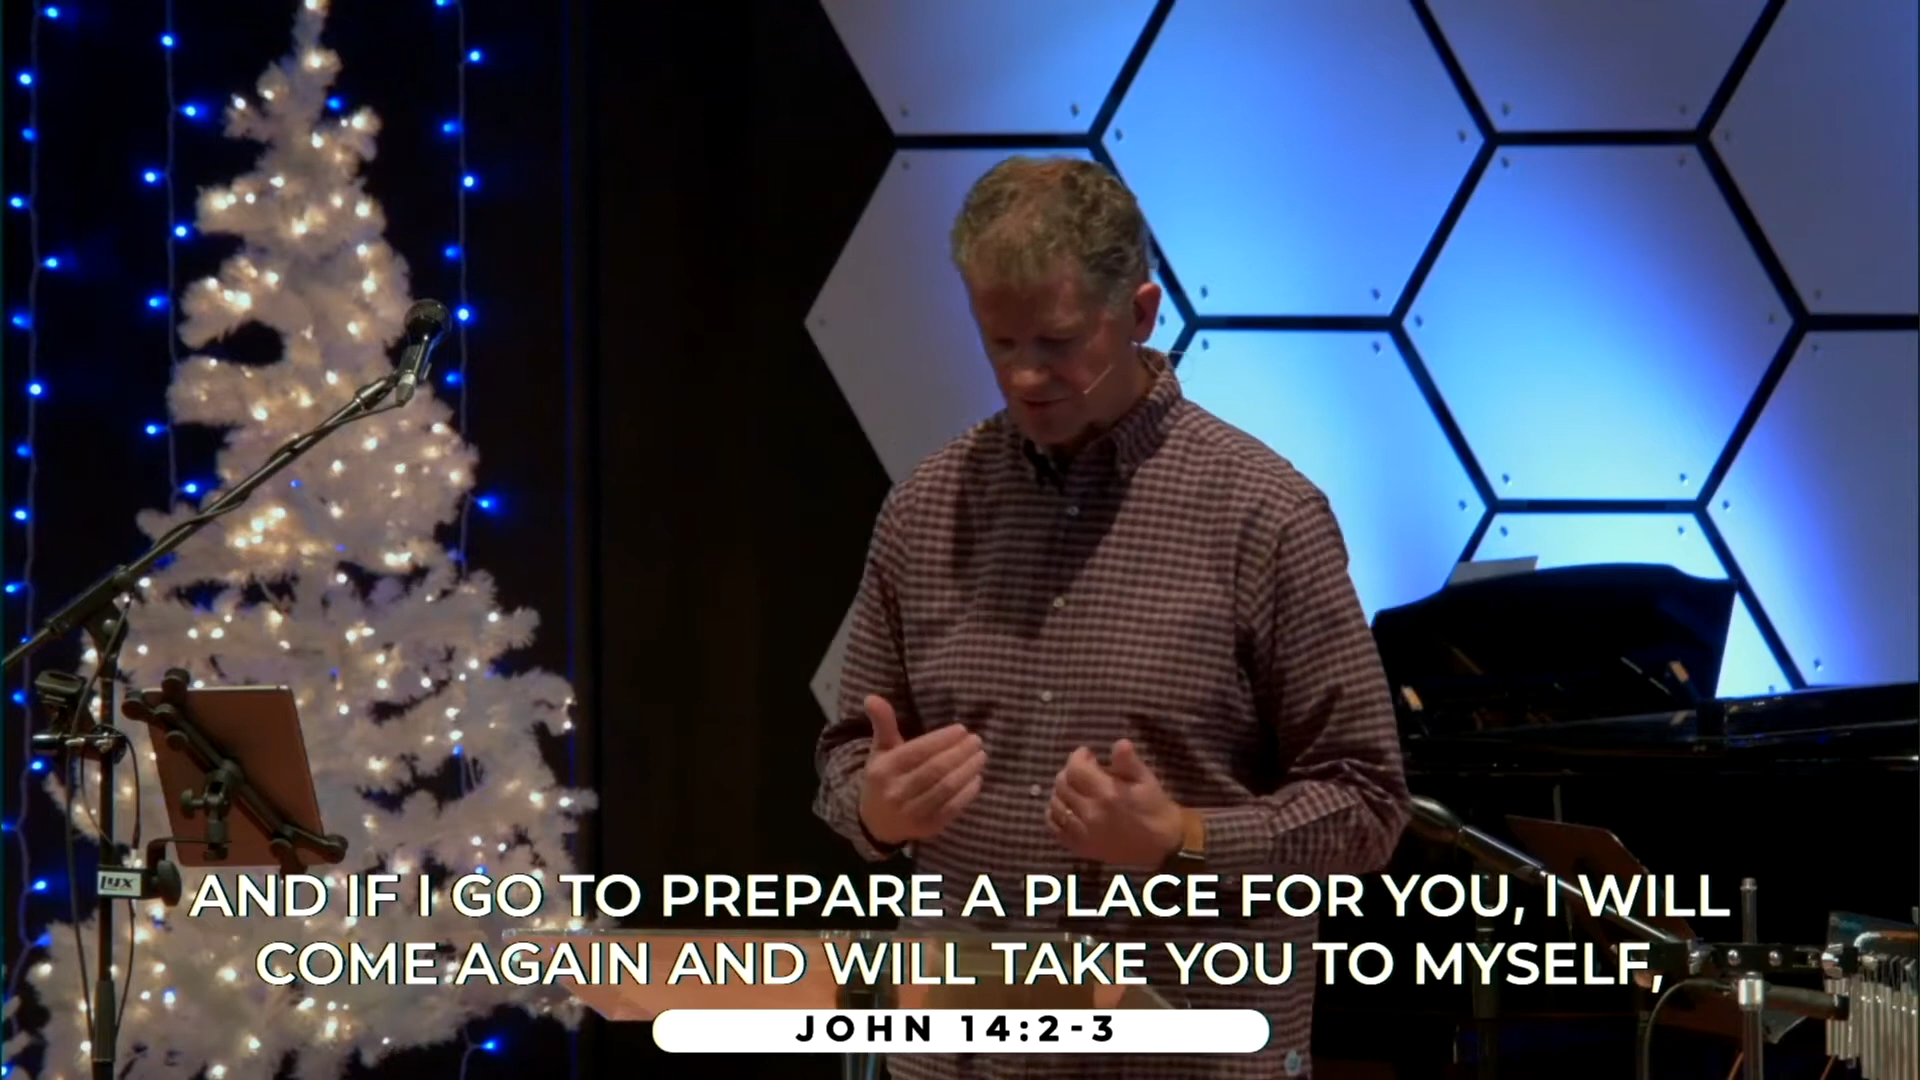 LYX
AND IF I GO TO PREPARE A PLACE FOR YOU, I WILL
COME AGAIN AND WILL TAKE YOU TO MYSELF,
JOHN 14:2-3